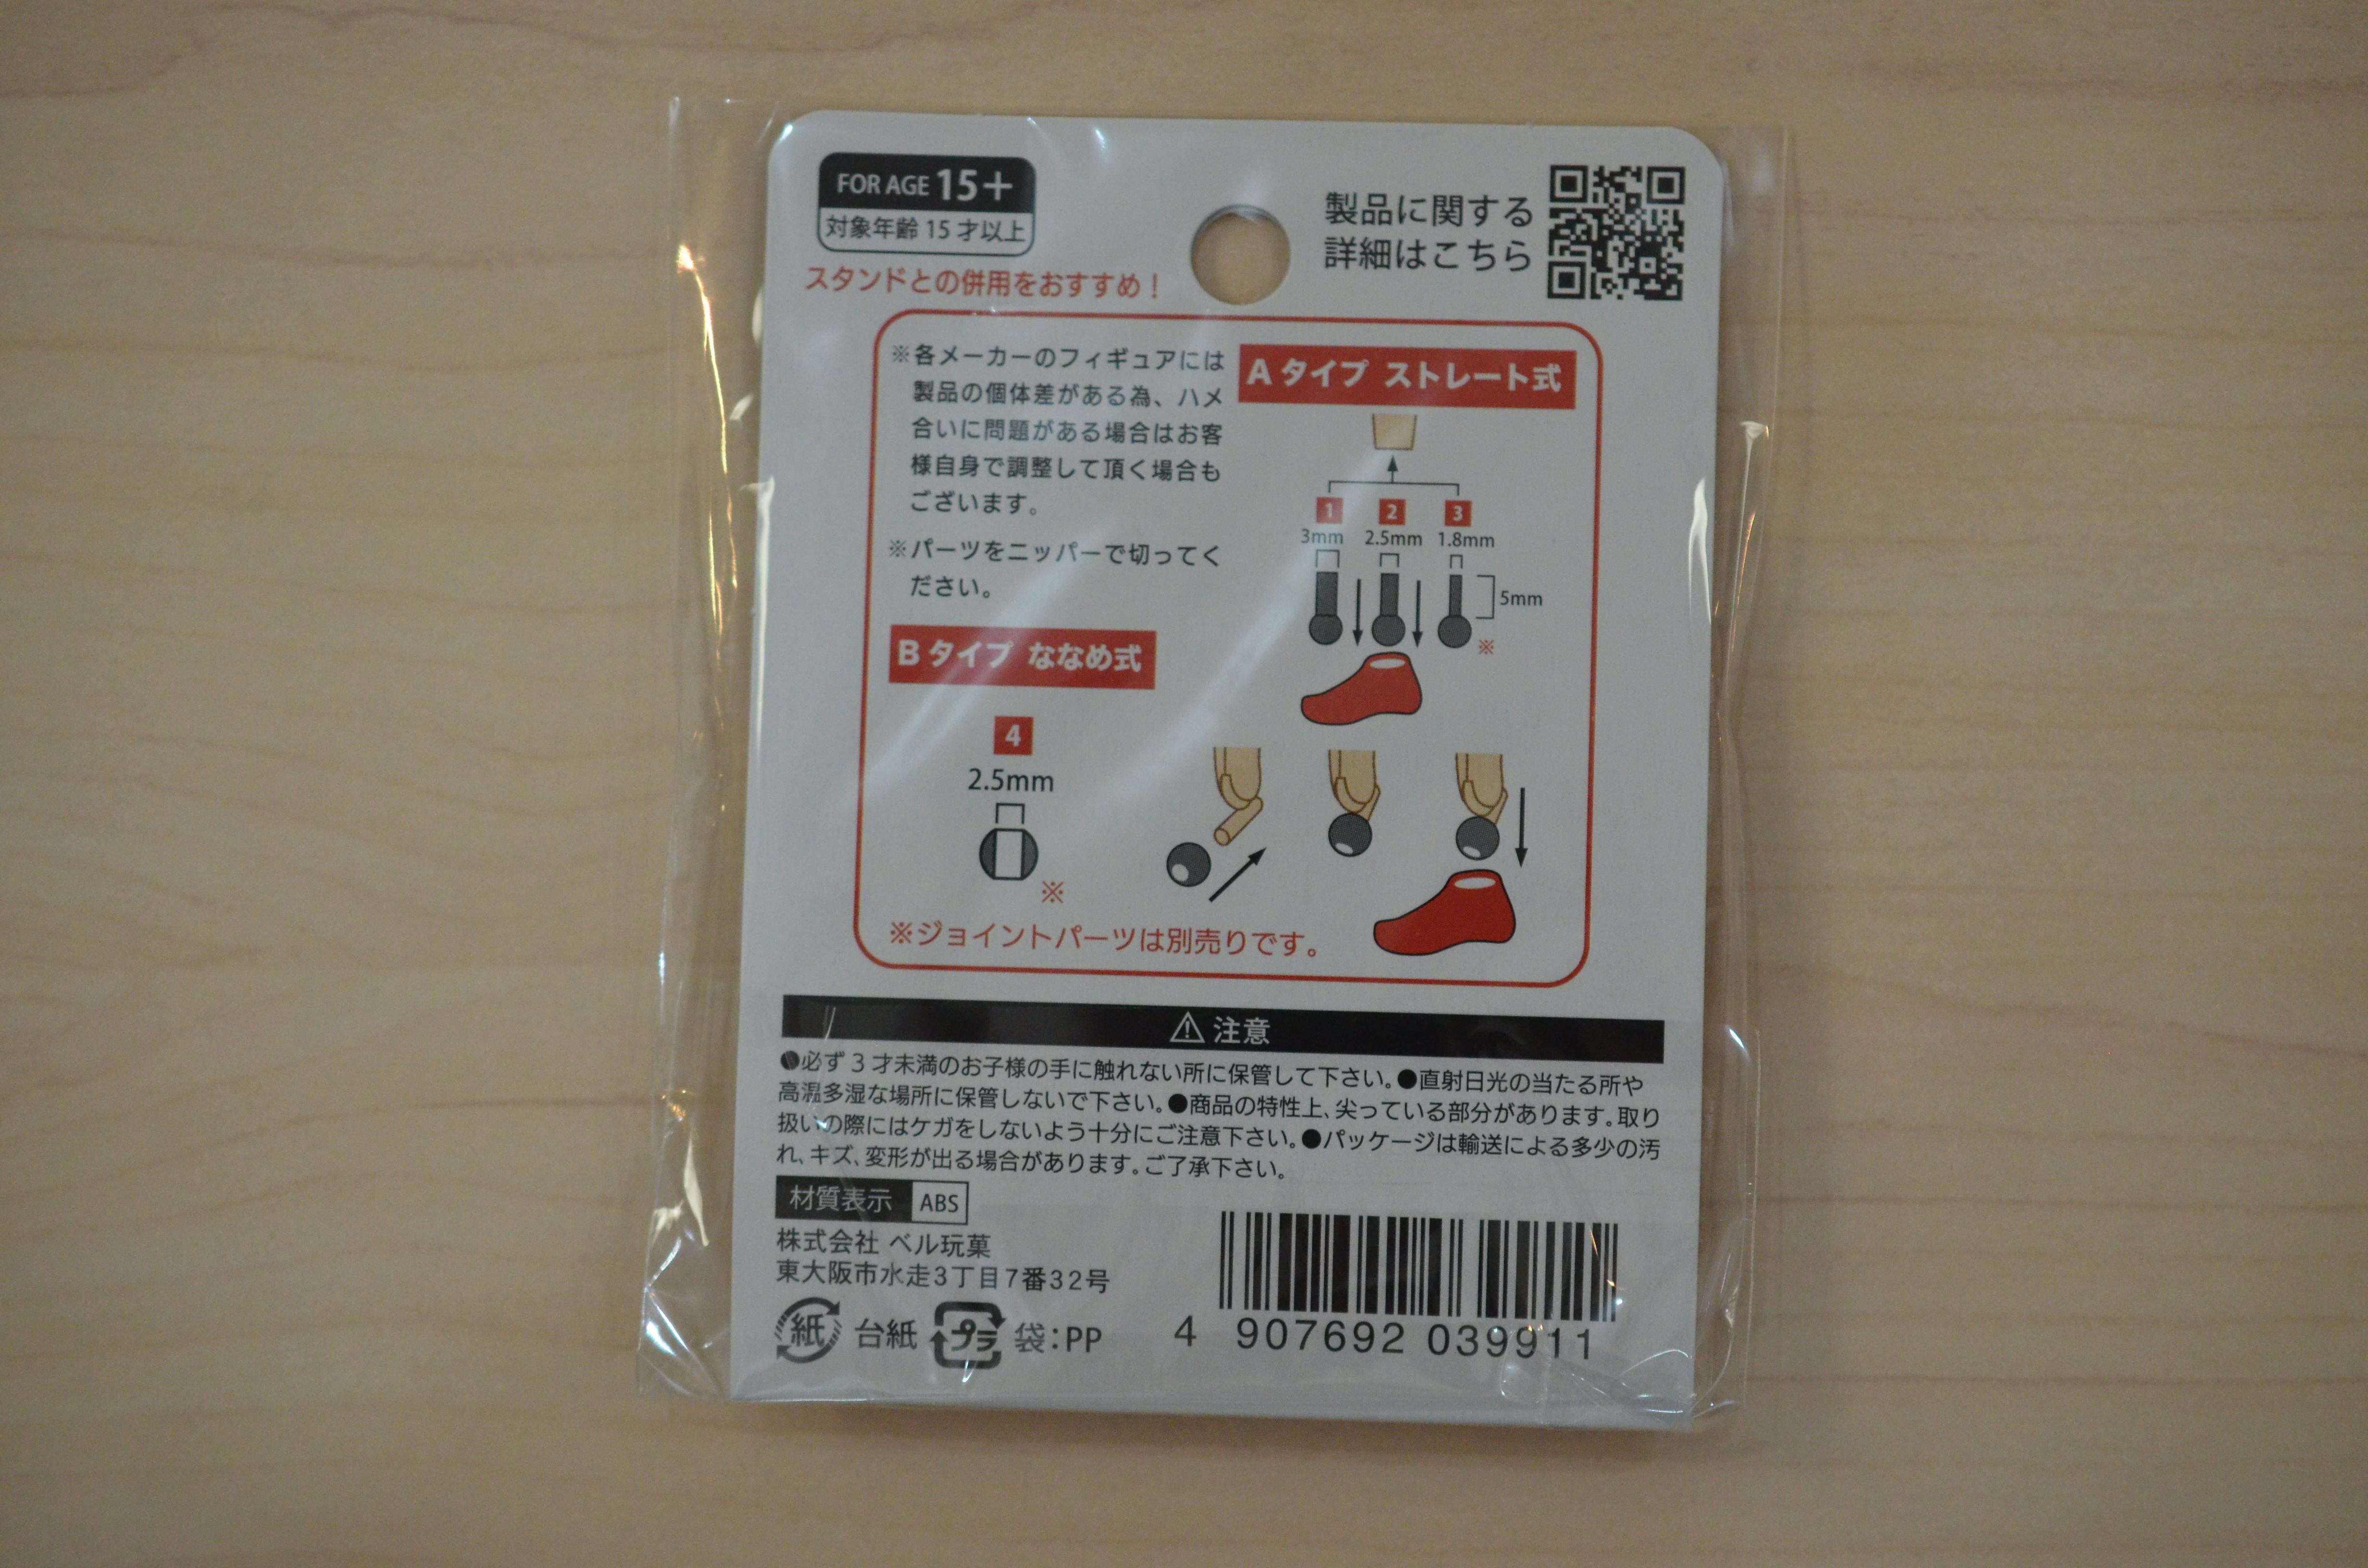 FOR AGE 15+
対象年齢 15 才以上
製品に関する
詳細はこちら
スタンドとの併用をおすすめ！
※各メーカーのフィギュアには
製品の個体差がある為、ハメ
合いに問題がある場合はお客
様自身で調整して頂く場合も
ございます。
※パーツをニッパーで切ってく
ださい。
A タイプ ストレート式
1 2 3
3mm 2.5mm 1.8mm
5mm
※
B タイプ ななめ式
4
2.5mm
※
※ジョイントパーツは別売りです。
⚠ 注意
●必ず 3 才未満のお子様の手に触れない所に保管して下さい。●直射日光の当たる所や
高温多湿な場所に保管しないで下さい。●商品の特性上、尖っている部分があります。取り
扱いの際にはケガをしないよう十分にご注意下さい。●パッケージは輸送による多少の汚
れ、キズ、変形が出る場合があります。ご了承下さい。
材質表示 ABS
株式会社 ベル玩菓
東大阪市水走3丁目7番32号
紙 台紙 プラ 袋：PP
4 907692 039911